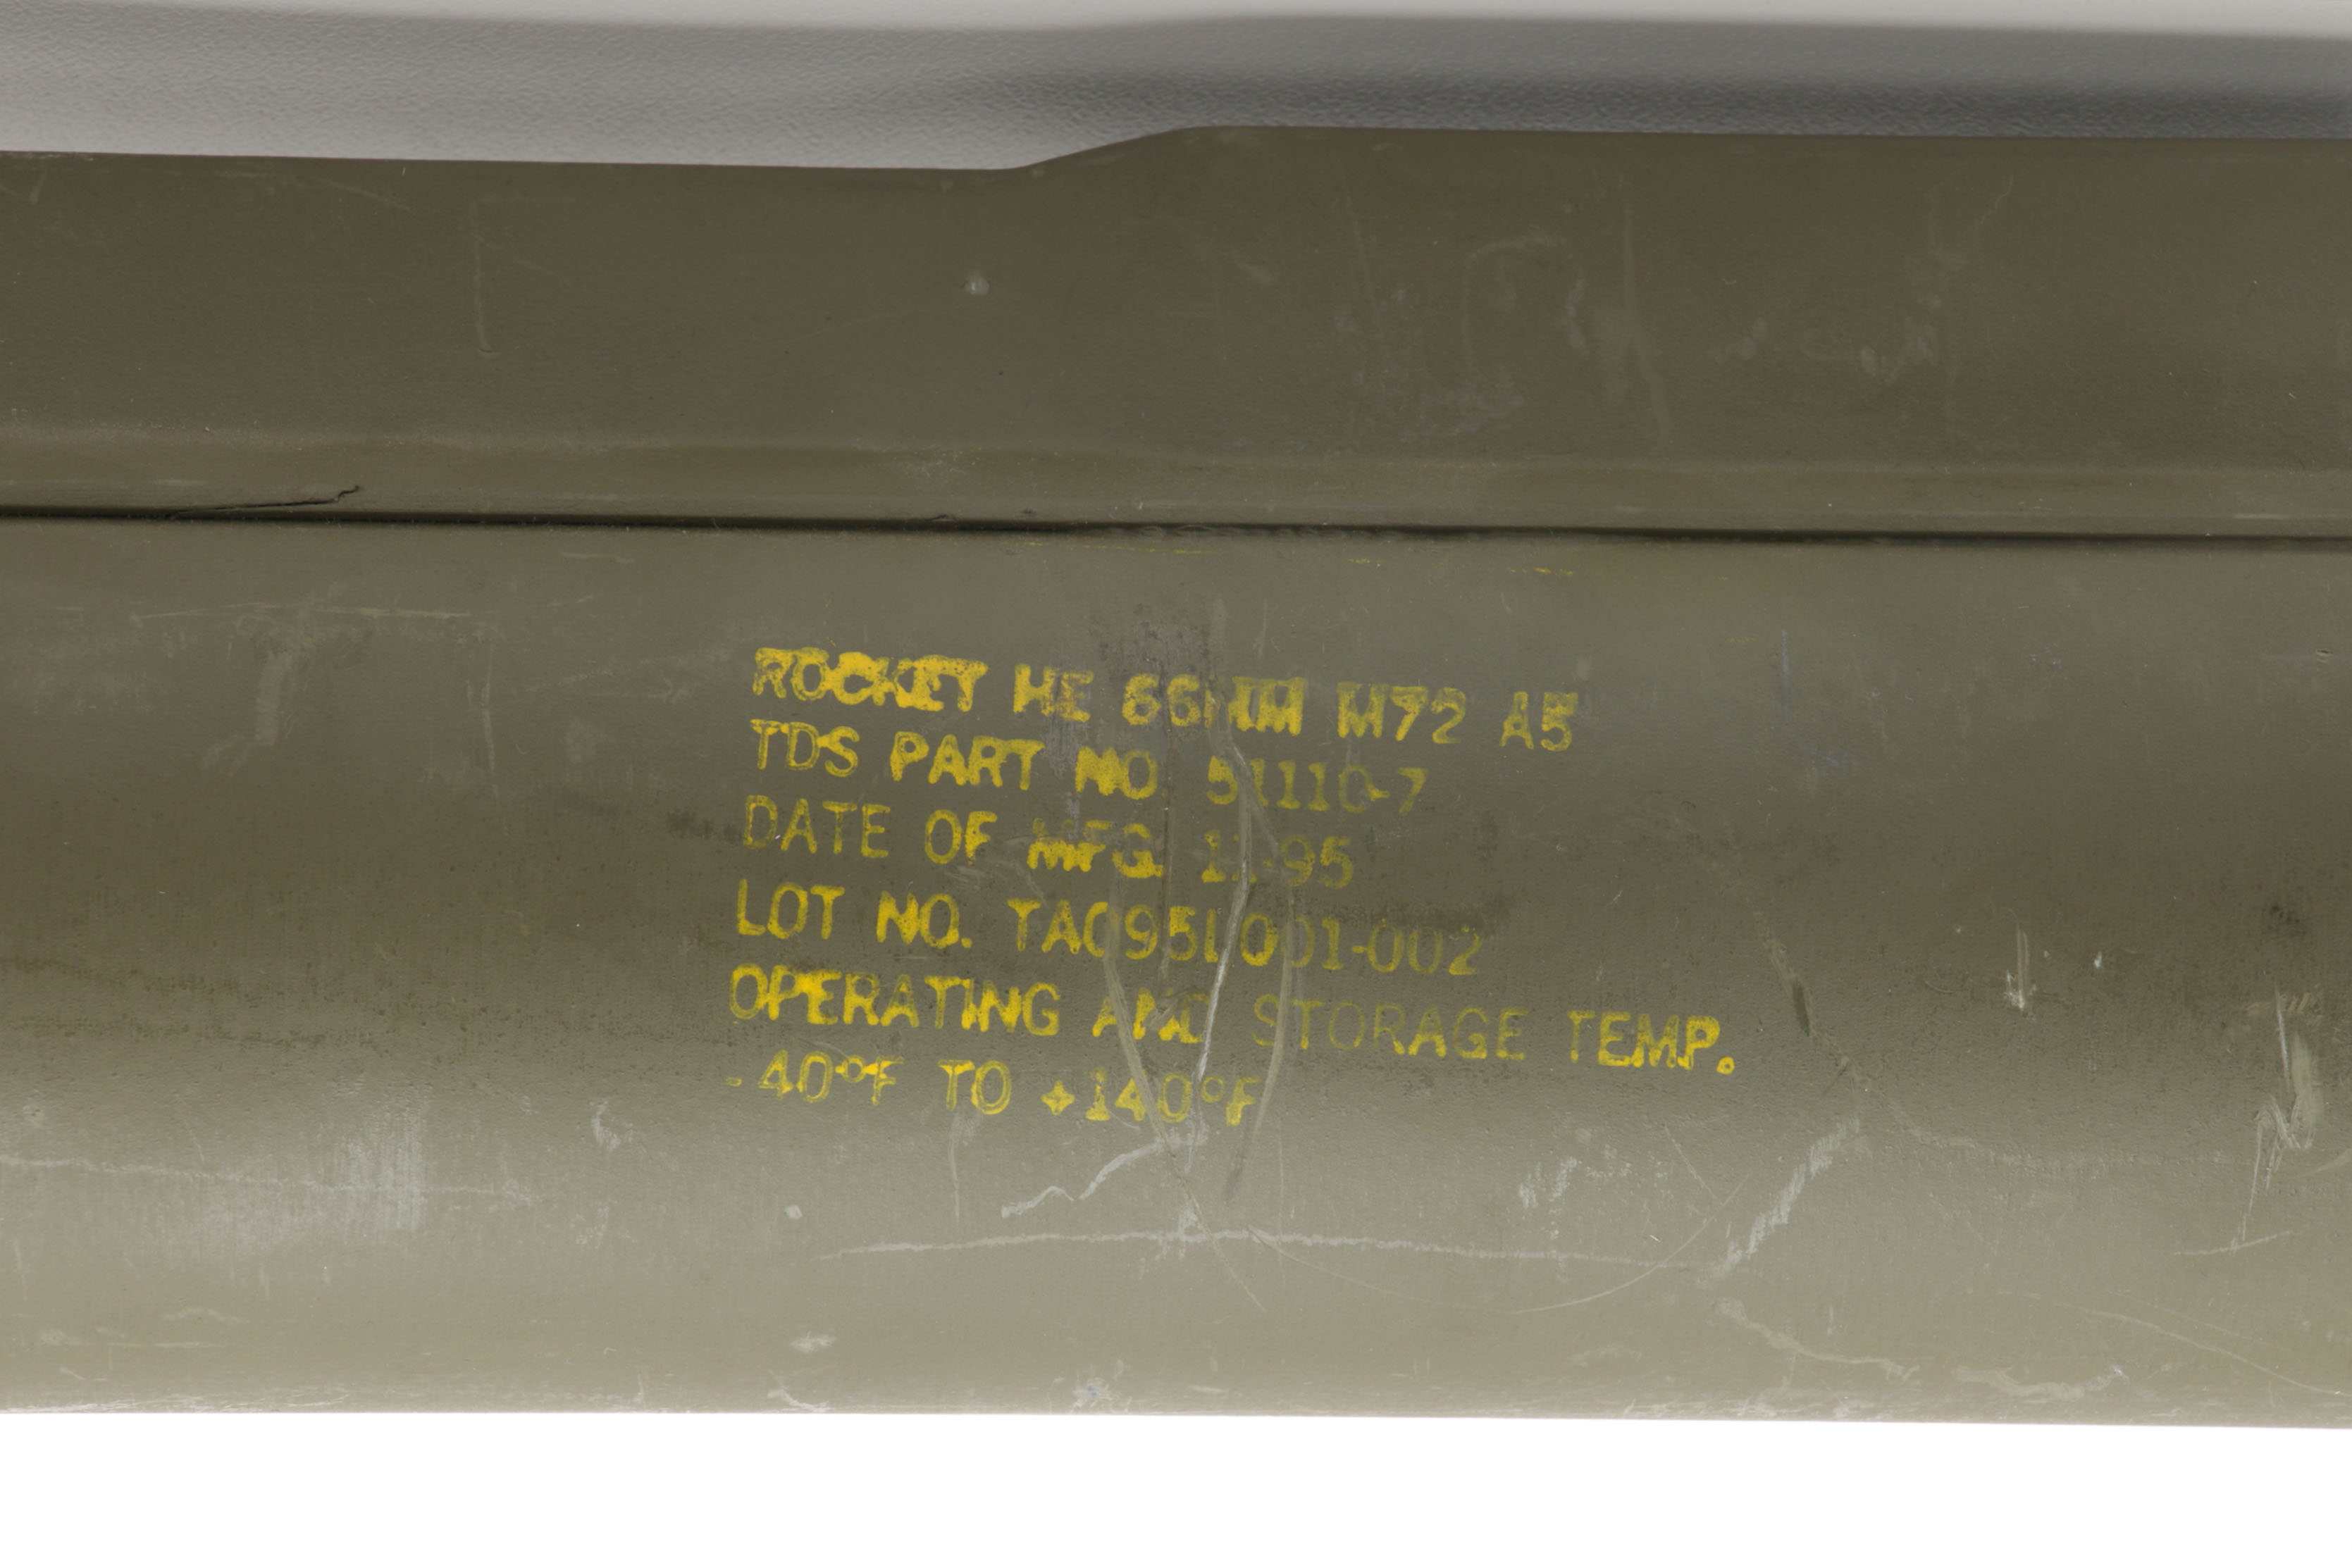 ROCKET HE 66MM M72 A5
TDS PART NO. 51110-7
DATE OF MFG. 11-95
LOT NO. TAC95L001-002
OPERATING AND STORAGE TEMP.
-40°F TO +140°F